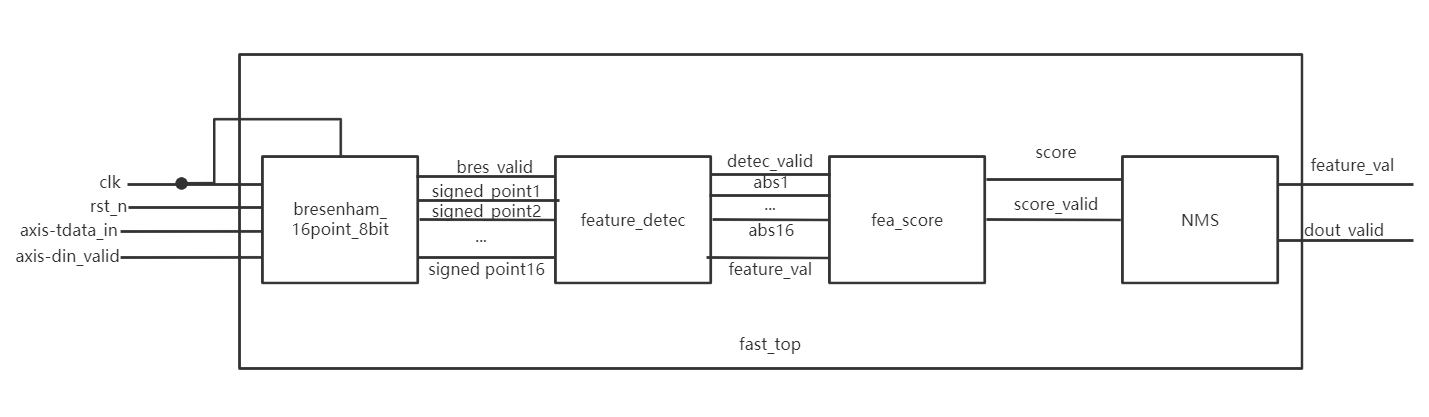 clk
rst_n
axis-tdata_in
axis-din_valid
bresenham_
16point_8bit
bres_valid
signed_point1
signed_point2
...
signed point16
feature_detec
detec_valid
abs1
...
abs16
feature_val
fea_score
score
score_valid
NMS
feature_val
dout_valid
fast_top